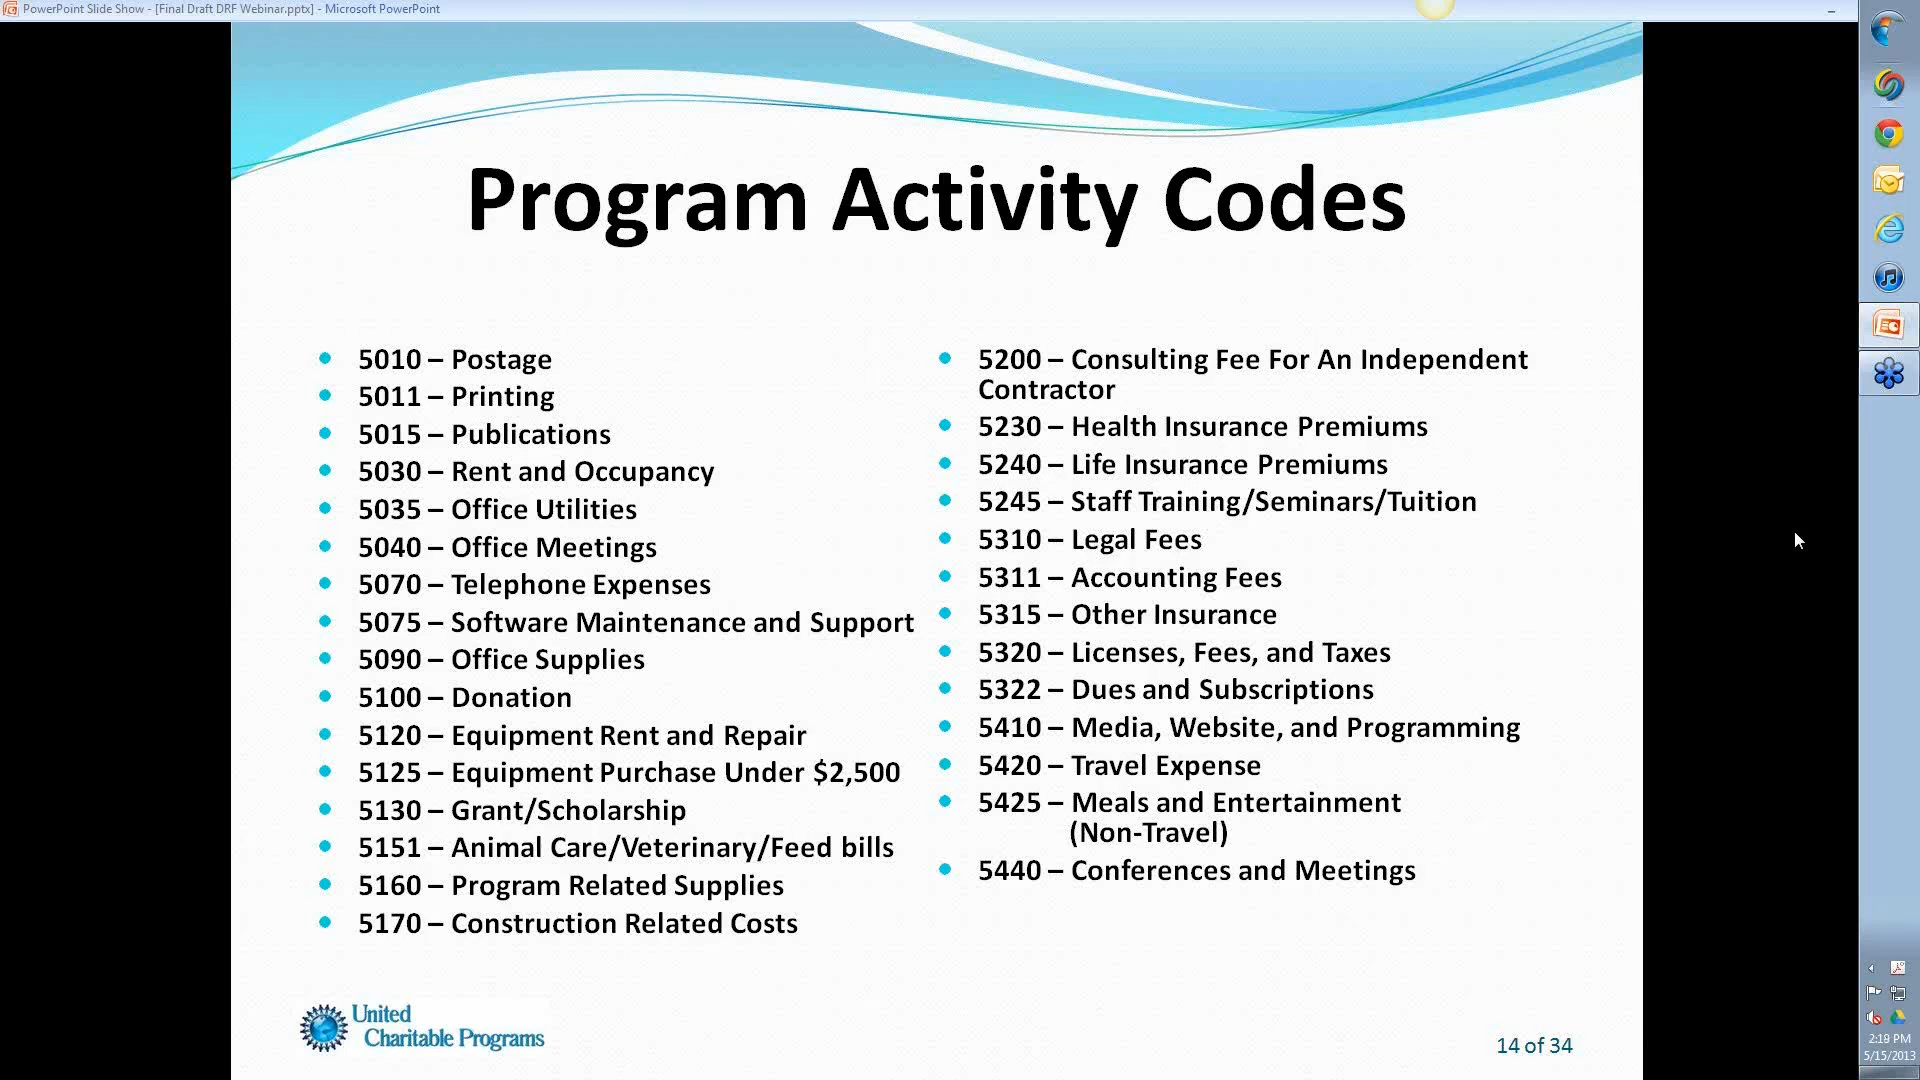 PowerPoint Slide Show - [Final Draft DRF Webinar.pptx] - Microsoft PowerPoint
Program Activity Codes
5010 – Postage
5011 – Printing
5015 – Publications
5030 – Rent and Occupancy
5035 – Office Utilities
5040 – Office Meetings
5070 – Telephone Expenses
5075 – Software Maintenance and Support
5090 – Office Supplies
5100 – Donation
5120 – Equipment Rent and Repair
5125 – Equipment Purchase Under $2,500
5130 – Grant/Scholarship
5151 – Animal Care/Veterinary/Feed bills
5160 – Program Related Supplies
5170 – Construction Related Costs
5200 – Consulting Fee For An Independent
Contractor
5230 – Health Insurance Premiums
5240 – Life Insurance Premiums
5245 – Staff Training/Seminars/Tuition
5310 – Legal Fees
5311 – Accounting Fees
5315 – Other Insurance
5320 – Licenses, Fees, and Taxes
5322 – Dues and Subscriptions
5410 – Media, Website, and Programming
5420 – Travel Expense
5425 – Meals and Entertainment
(Non-Travel)
5440 – Conferences and Meetings
United
Charitable Programs
14 of 34
2:19 PM
5/15/2013